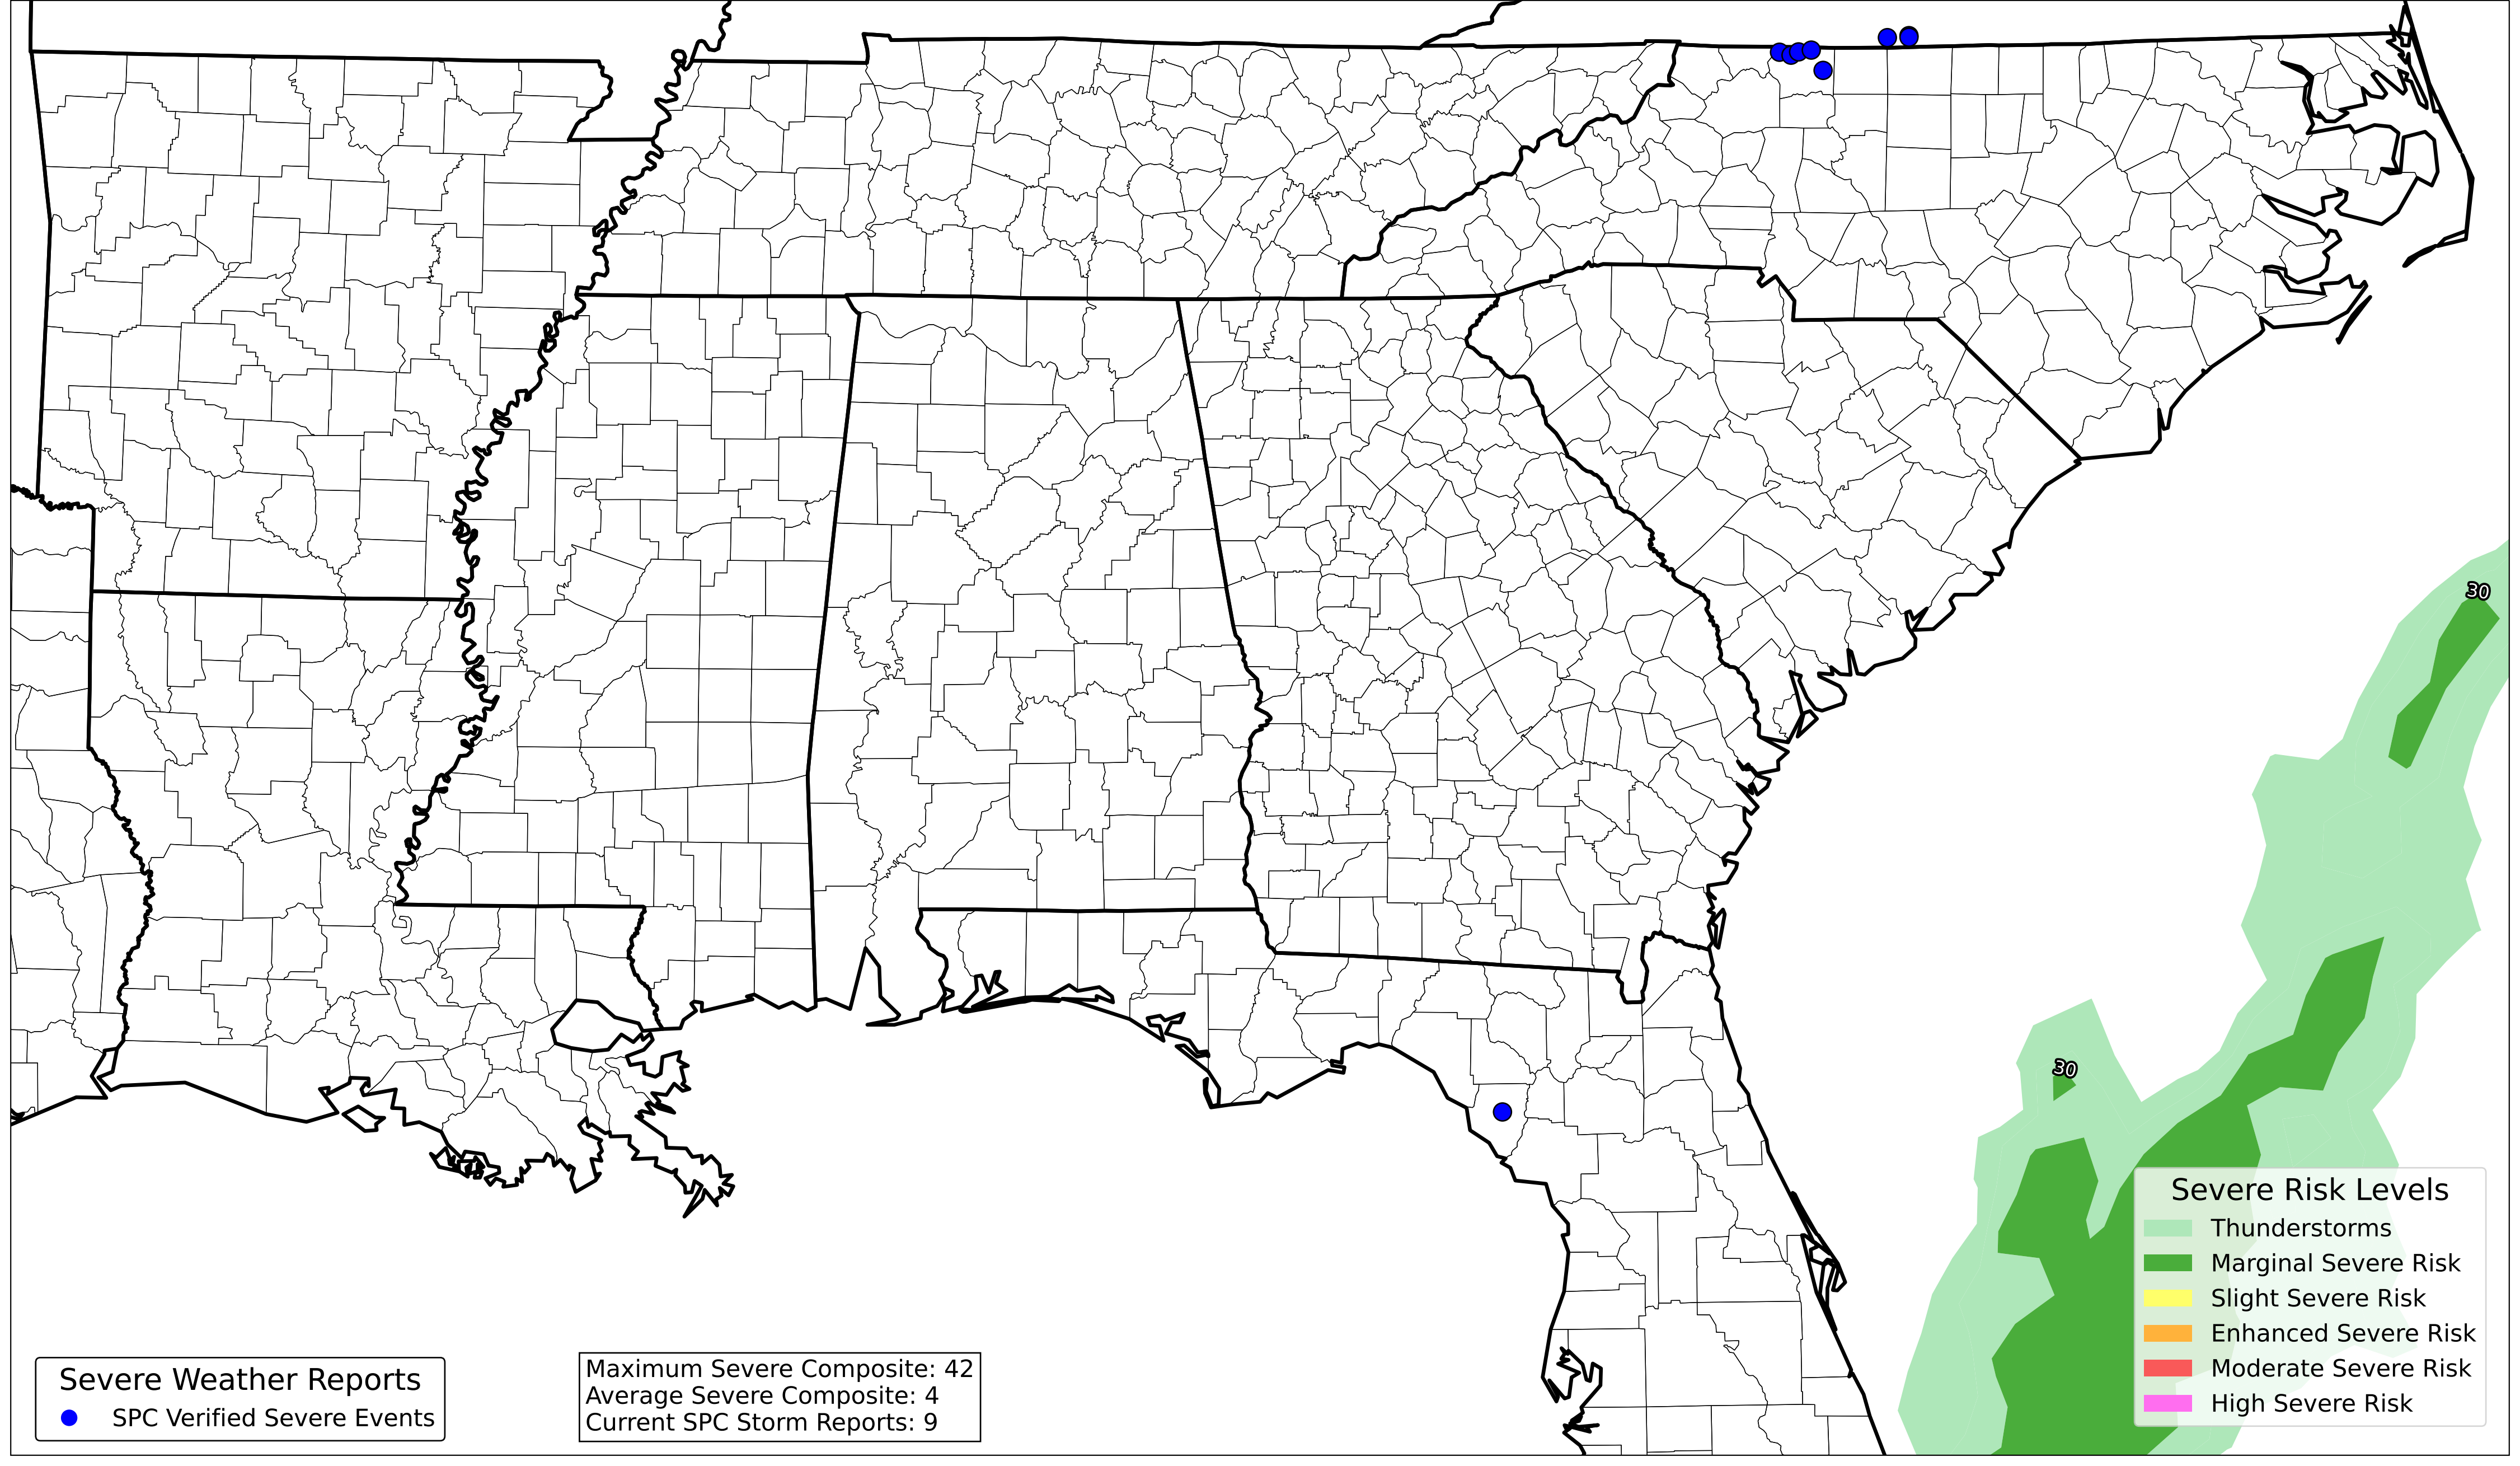 30
30
Severe Risk Levels
Thunderstorms
Marginal Severe Risk
Slight Severe Risk
Enhanced Severe Risk
Moderate Severe Risk
High Severe Risk
Severe Weather Reports
SPC Verified Severe Events
Maximum Severe Composite: 42
Average Severe Composite: 4
Current SPC Storm Reports: 9